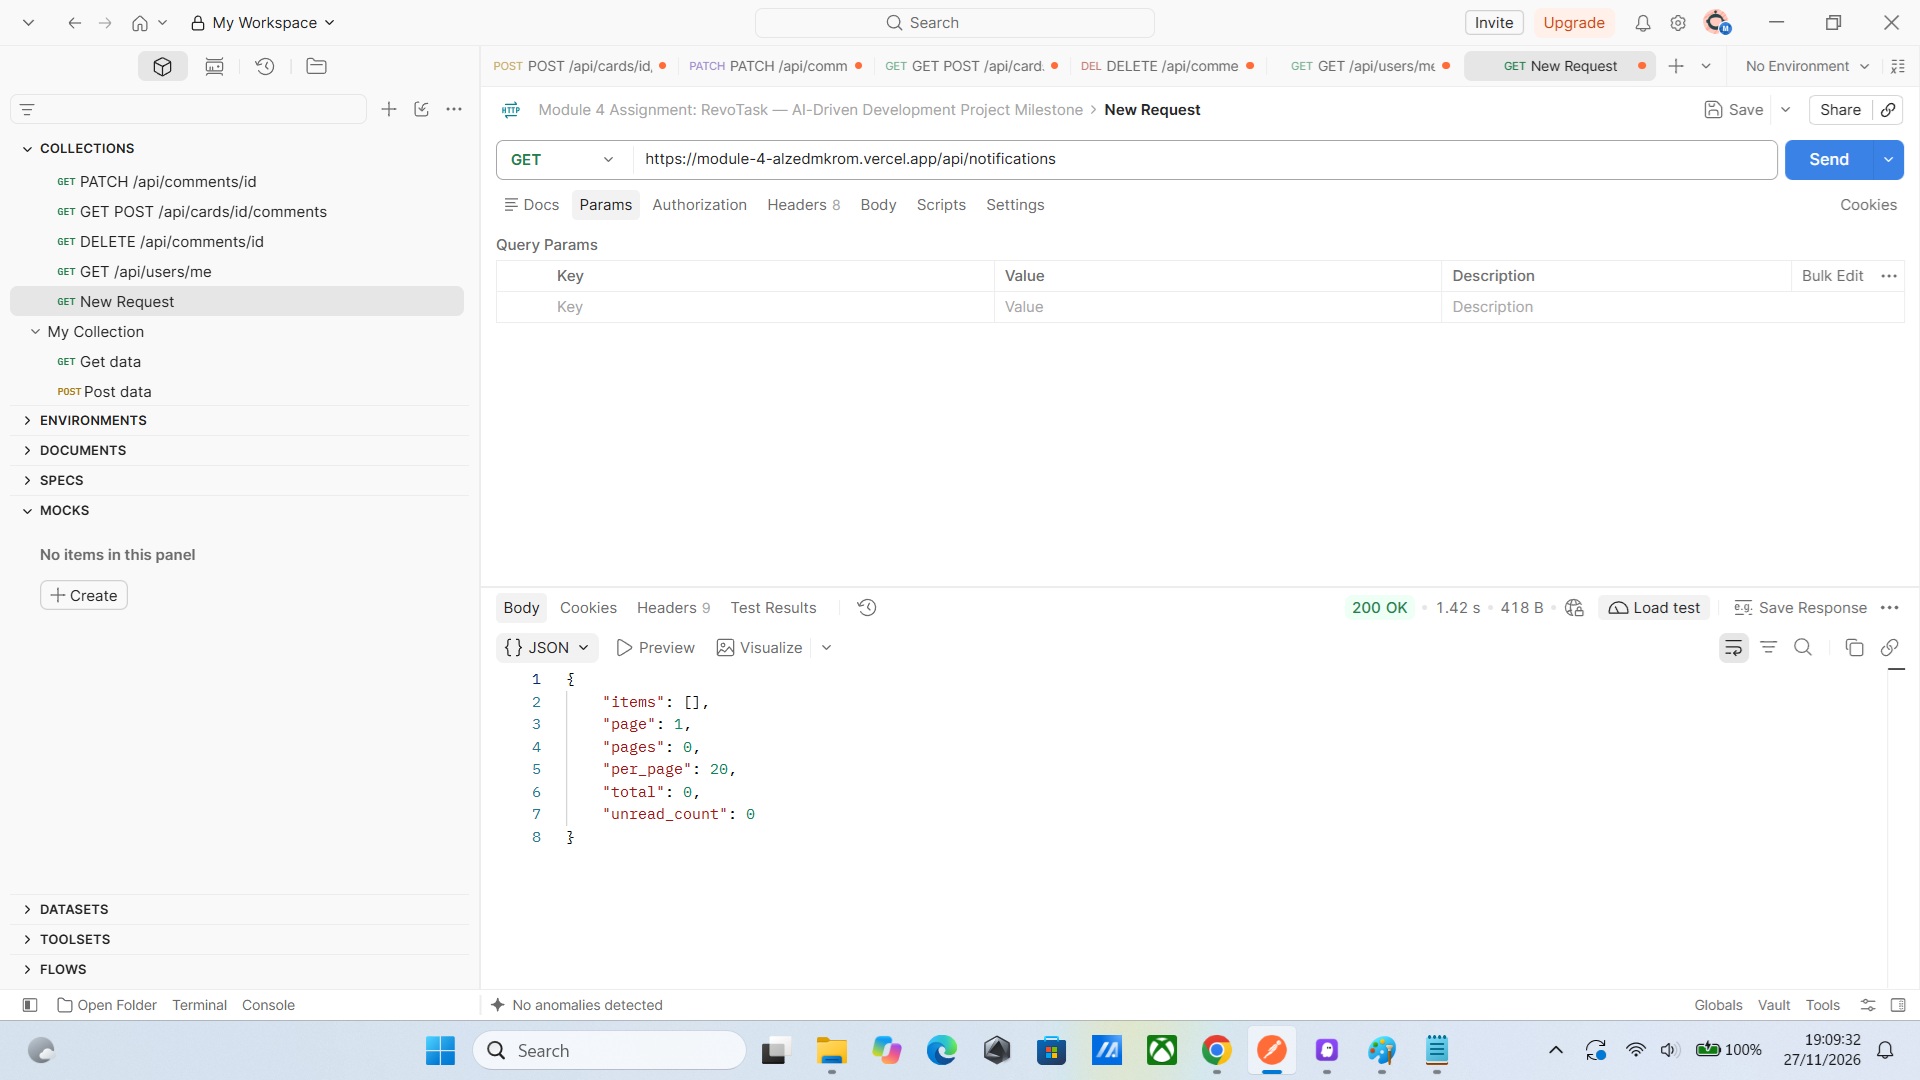 My Workspace
Search
Invite
Upgrade
POST POST /api/cards/id,
PATCH PATCH /api/comm
GET GET POST /api/card.
DEL DELETE /api/comme
GET GET /api/users/me
GET New Request
No Environment
HTTP
Module 4 Assignment: RevoTask — AI-Driven Development Project Milestone > New Request
Save
Share
GET
https://module-4-alzedmkrom.vercel.app/api/notifications
Send
Docs
Params
Authorization
Headers 8
Body
Scripts
Settings
Cookies
Query Params
Key Value Description Bulk Edit
Key Value Description
COLLECTIONS
GET PATCH /api/comments/id
GET GET POST /api/cards/id/comments
GET DELETE /api/comments/id
GET GET /api/users/me
GET New Request
My Collection
GET Get data
POST Post data
ENVIRONMENTS
DOCUMENTS
SPECS
MOCKS
No items in this panel
+ Create
DATASETS
TOOLSETS
FLOWS
Body
Cookies
Headers 9
Test Results
200 OK • 1.42 s • 418 B
Load test
e.g. Save Response
{} JSON
Preview
Visualize
1 {
2 "items": [],
3 "page": 1,
4 "pages": 0,
5 "per_page": 20,
6 "total": 0,
7 "unread_count": 0
8 }
Open Folder
Terminal
Console
No anomalies detected
Globals
Vault
Tools
Search
100%
19:09:32
27/11/2026